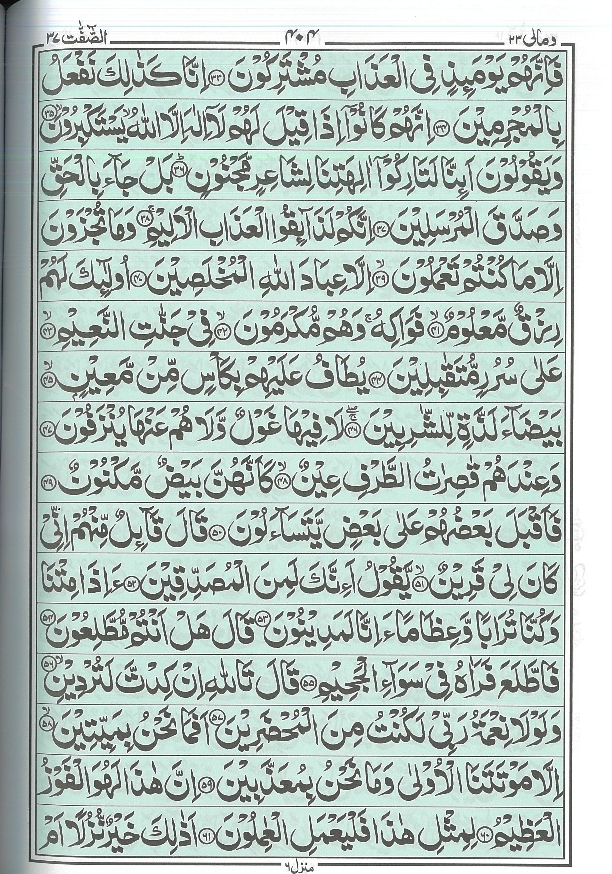 ومالی ۲۳ ۴۰۴ الصّٰٓفّٰت ۳۷
فَاِنَّهُمْ يَوْمَىِٕذٍ فِى الْعَذَابِ مُشْتَرِكُوْنَ ﴿۳۳﴾ اِنَّا كَذٰلِكَ نَفْعَلُ
بِالْمُجْرِمِيْنَ ﴿۳۴﴾ اِنَّهُمْ كَانُوْۤا اِذَا قِيْلَ لَهُمْ لَاۤ اِلٰهَ اِلَّا اللّٰهُ يَسْتَكْبِرُوْنَ ﴿۳۵﴾
وَيَقُوْلُوْنَ اَىِٕنَّا لَتَارِكُوْۤا اٰلِهَتِنَا لِشَاعِرٍ مَّجْنُوْنٍ ﴿۳۶﴾ بَلْ جَآءَ بِالْحَقِّ
وَصَدَّقَ الْمُرْسَلِيْنَ ﴿۳۷﴾ اِنَّكُمْ لَذَآىِٕقُوا الْعَذَابِ الْاَلِيْمِ ﴿۳۸﴾ وَمَا تُجْزَوْنَ
اِلَّا مَا كُنْتُمْ تَعْمَلُوْنَ ﴿۳۹﴾ اِلَّا عِبَادَ اللّٰهِ الْمُخْلَصِيْنَ ﴿۴۰﴾ اُولٰٓىِٕكَ لَهُمْ
رِزْقٌ مَّعْلُوْمٌ ﴿۴۱﴾ فَوَاكِهُ ۚ وَهُمْ مُّكْرَمُوْنَ ﴿۴۲﴾ فِىْ جَنّٰتِ النَّعِيْمِ ﴿۴۳﴾
عَلٰى سُرُرٍ مُّتَقٰبِلِيْنَ ﴿۴۴﴾ يُطَافُ عَلَيْهِمْ بِكَاْسٍ مِّنْ مَّعِيْنٍ ﴿۴۵﴾
بَيْضَآءَ لَذَّةٍ لِّلشّٰرِبِيْنَ ﴿۴۶﴾ لَا فِيْهَا غَوْلٌ وَّلَا هُمْ عَنْهَا يُنْزَفُوْنَ ﴿۴۷﴾
وَعِنْدَهُمْ قٰصِرٰتُ الطَّرْفِ عِيْنٌ ﴿۴۸﴾ كَاَنَّهُنَّ بَيْضٌ مَّكْنُوْنٌ ﴿۴۹﴾
فَاَقْبَلَ بَعْضُهُمْ عَلٰى بَعْضٍ يَّتَسَآءَلُوْنَ ﴿۵۰﴾ قَالَ قَآىِٕلٌ مِّنْهُمْ اِنِّىْ
كَانَ لِىْ قَرِيْنٌ ﴿۵۱﴾ يَّقُوْلُ اَىِٕنَّكَ لَمِنَ الْمُصَدِّقِيْنَ ﴿۵۲﴾ ءَاِذَا مِتْنَا
وَكُنَّا تُرَابًا وَّعِظَامًا ءَاِنَّا لَمَدِيْنُوْنَ ﴿۵۳﴾ قَالَ هَلْ اَنْتُمْ مُّطَّلِعُوْنَ ﴿۵۴﴾
فَاطَّلَعَ فَرَاٰهُ فِىْ سَوَآءِ الْجَحِيْمِ ﴿۵۵﴾ قَالَ تَاللّٰهِ اِنْ كِدْتَّ لَتُرْدِيْنِ ﴿۵۶﴾
وَلَوْلَا نِعْمَةُ رَبِّىْ لَكُنْتُ مِنَ الْمُحْضَرِيْنَ ﴿۵۷﴾ اَفَمَا نَحْنُ بِمَيِّتِيْنَ ﴿۵۸﴾
اِلَّا مَوْتَتَنَا الْاُوْلٰى وَمَا نَحْنُ بِمُعَذَّبِيْنَ ﴿۵۹﴾ اِنَّ هٰذَا لَهُوَ الْفَوْزُ
الْعَظِيْمُ ﴿۶۰﴾ لِمِثْلِ هٰذَا فَلْيَعْمَلِ الْعٰمِلُوْنَ ﴿۶۱﴾ اَذٰلِكَ خَيْرٌ نُّزُلًا اَمْ
منزل ۶